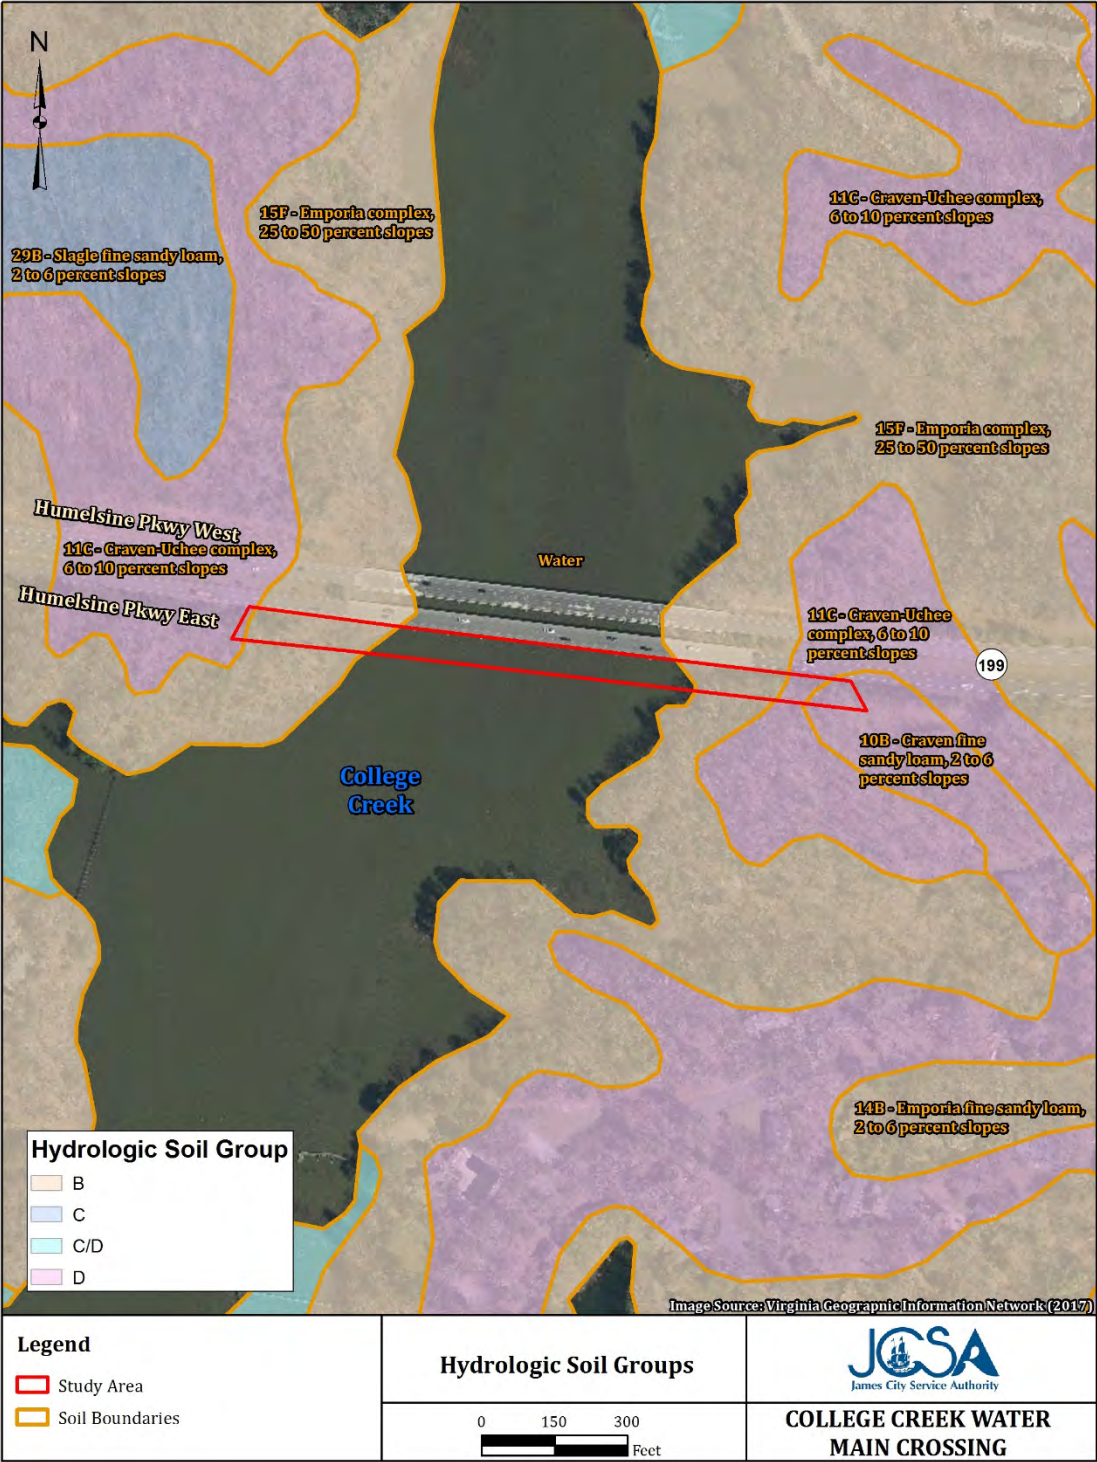 N
11C - Craven-Uchee complex,
6 to 10 percent slopes
15F - Emporia complex,
25 to 50 percent slopes
29B - Slagle fine sandy loam,
2 to 6 percent slopes
15F - Emporia complex,
25 to 50 percent slopes
Humelsine Pkwy West
11C - Craven-Uchee complex,
6 to 10 percent slopes
Water
Humelsine Pkwy East
11C - Craven-Uchee
complex, 6 to 10
percent slopes
199
10B - Craven fine
sandy loam, 2 to 6
percent slopes
College
Creek
14B - Emporia fine sandy loam,
2 to 6 percent slopes
Hydrologic Soil Group
B
C
C/D
D
Image Source: Virginia Geographic Information Network (2017)
Legend
Study Area
Soil Boundaries
Hydrologic Soil Groups
0 150 300
Feet
JCSA
James City Service Authority
COLLEGE CREEK WATER
MAIN CROSSING